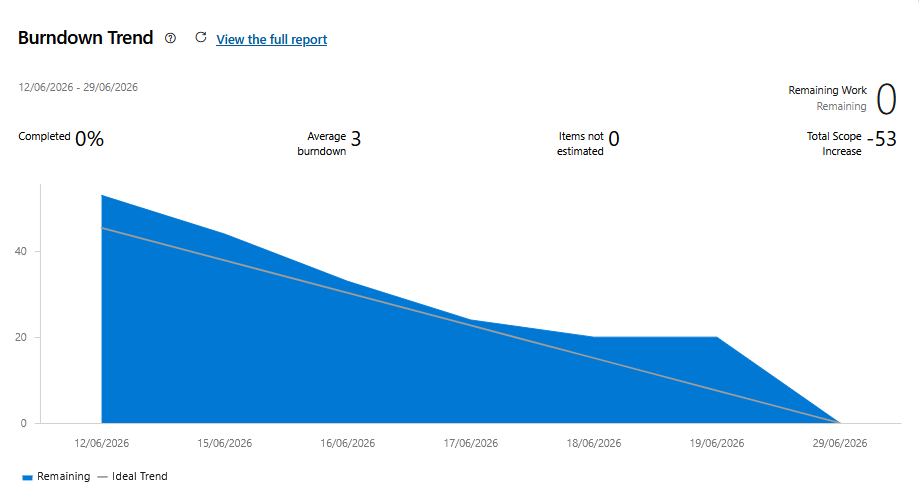 Burndown Trend View the full report
12/06/2026 - 29/06/2026
Remaining Work
Remaining
0
Completed 0%
Average
burndown
3
Items not
estimated
0
Total Scope
Increase
-53
40
20
0
12/06/2026 15/06/2026 16/06/2026 17/06/2026 18/06/2026 19/06/2026 29/06/2026
Remaining Ideal Trend